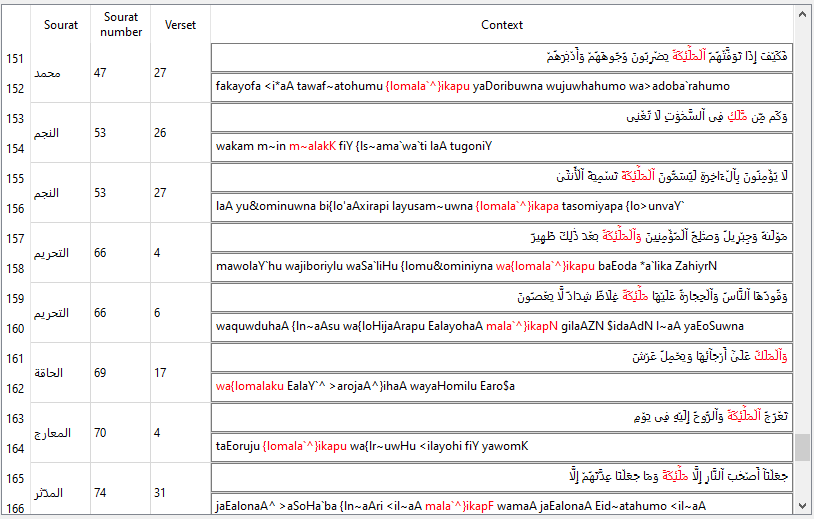 Sourat Sourat number Verset Context
151 فَكَيْفَ إِذَا تَوَفَّتْهُمُ ٱلْمَلَٰٓئِكَةُ يَضْرِبُونَ وُجُوهَهُمْ وَأَدْبَٰرَهُمْ
محمد 47 27
152 fakayofa <i*aA tawaf~atohumu {lomala`^}ikapu yaDoribuwna wujuwhahumo wa>adoba`rahumo
153 وَكَم مِّن مَّلَكٍ فِى ٱلسَّمَٰوَٰتِ لَا تُغْنِى
النجم 53 26
154 wakam m~in m~alakK fiY {ls~ama`wa`ti laA tugoniY
155 لَا يُؤْمِنُونَ بِٱلْءَاخِرَةِ لَيُسَمُّونَ ٱلْمَلَٰٓئِكَةَ تَسْمِيَةَ ٱلْأُنثَىٰ
النجم 53 27
156 laA yu&ominuwna bi{lo'aAxirapi layusam~uwna {lomala`^}ikapa tasomiyapa {lo>unvaY`
157 مَوْلَىٰهُ وَجِبْرِيلُ وَصَٰلِحُ ٱلْمُؤْمِنِينَ وَٱلْمَلَٰٓئِكَةُ بَعْدَ ذَٰلِكَ ظَهِيرٌ
التحريم 66 4
158 mawolaY`hu wajiboriylu waSa`liHu {lomu&ominiyna wa{lomala`^}ikapu baEoda *a`lika ZahiyrN
159 وَقُودُهَا ٱلنَّاسُ وَٱلْحِجَارَةُ عَلَيْهَا مَلَٰٓئِكَةٌ غِلَاظٌ شِدَادٌ لَّا يَعْصُونَ
التحريم 66 6
160 waquwduhaA {ln~aAsu wa{loHijaArapu EalayohaA mala`^}ikapN gilaAZN $idaAdN l~aA yaEoSuwna
161 وَٱلْمَلَكُ عَلَىٰٓ أَرْجَآئِهَا وَيَحْمِلُ عَرْشَ
الحاقة 69 17
162 wa{lomalaku EalaY`^ >arojaA^}ihaA wayaHomilu Earo$a
163 تَعْرُجُ ٱلْمَلَٰٓئِكَةُ وَٱلرُّوحُ إِلَيْهِ فِى يَوْمٍ
المعارج 70 4
164 taEoruju {lomala`^}ikapu wa{lr~uwHu <ilayohi fiY yawomK
165 جَعَلْنَآ أَصْحَٰبَ ٱلنَّارِ إِلَّا مَلَٰٓئِكَةً وَمَا جَعَلْنَا عِدَّتَهُمْ إِلَّا
المدّثر 74 31
166 jaEalonaA^ >aSoHa`ba {ln~aAri <il~aA mala`^}ikapF wamaA jaEalonaA Eid~atahumo <il~aA